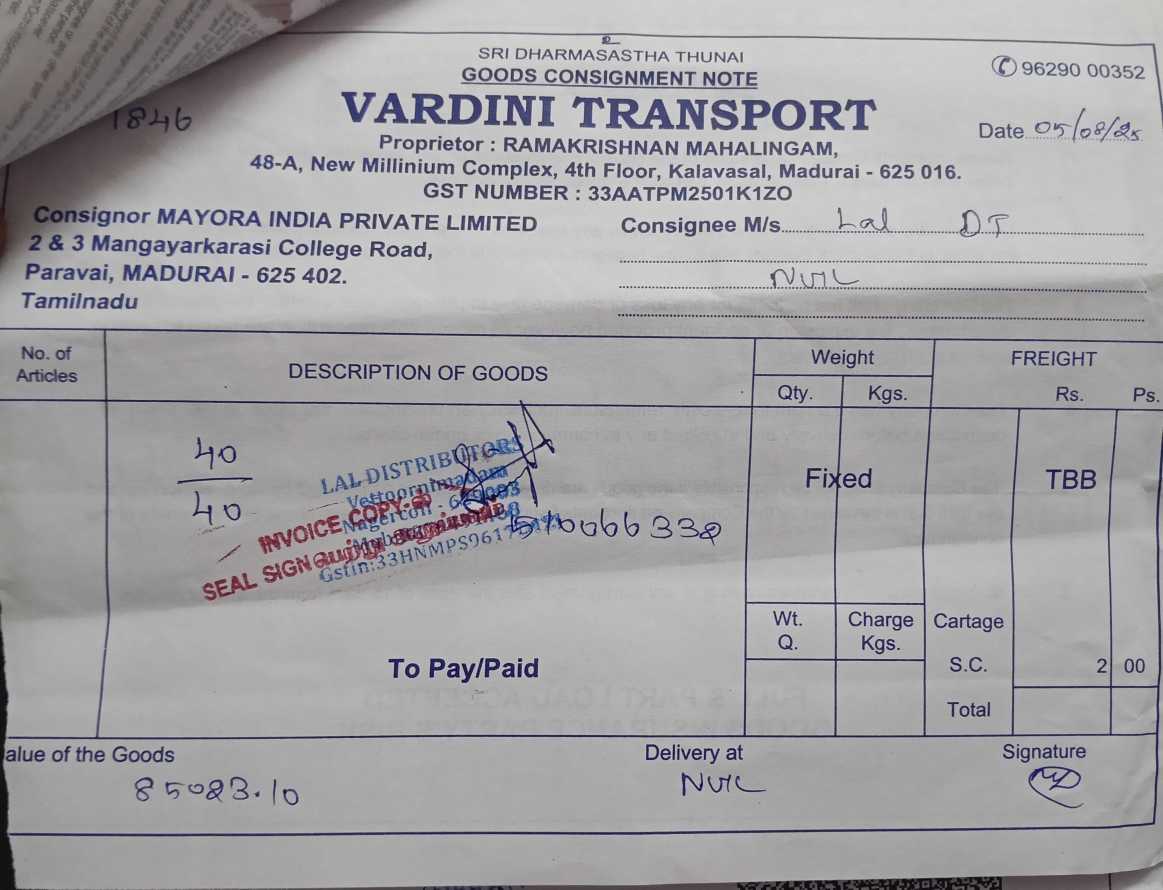 SRI DHARMASASTHA THUNAI
GOODS CONSIGNMENT NOTE
96290 00352
1846
VARDINI TRANSPORT
Date 05/08/25
Proprietor : RAMAKRISHNAN MAHALINGAM,
48-A, New Millinium Complex, 4th Floor, Kalavasal, Madurai - 625 016.
GST NUMBER : 33AATPM2501K1ZO
Consignor MAYORA INDIA PRIVATE LIMITED
2 & 3 Mangayarkarasi College Road,
Paravai, MADURAI - 625 402.
Tamilnadu
Consignee M/s. Lal DT
No. of
Articles
DESCRIPTION OF GOODS
Weight
Qty. Kgs.
FREIGHT
Rs. Ps.
40
40
LAL DISTRIBUTORS
Vettoornimadam
INVOICE COPY
SEAL SIGN
Fixed
TBB
Wt.
Q.
Charge
Kgs.
Cartage
S.C. 2 00
Total
To Pay/Paid
alue of the Goods
85023.10
Delivery at
Signature